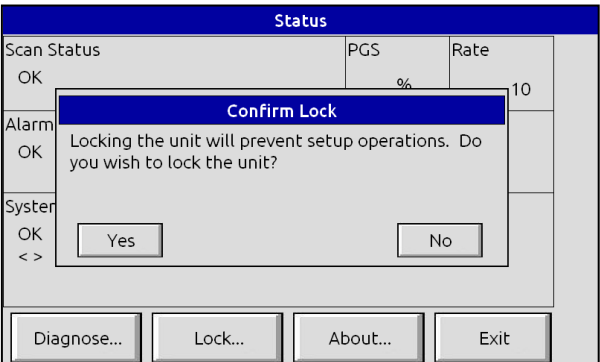 Status
Scan Status
PGS
Rate
OK
%
10
Confirm Lock
Alarm
Locking the unit will prevent setup operations. Do
OK
you wish to lock the unit?
System
OK
Yes
No
< >
Diagnose...
Lock...
About...
Exit